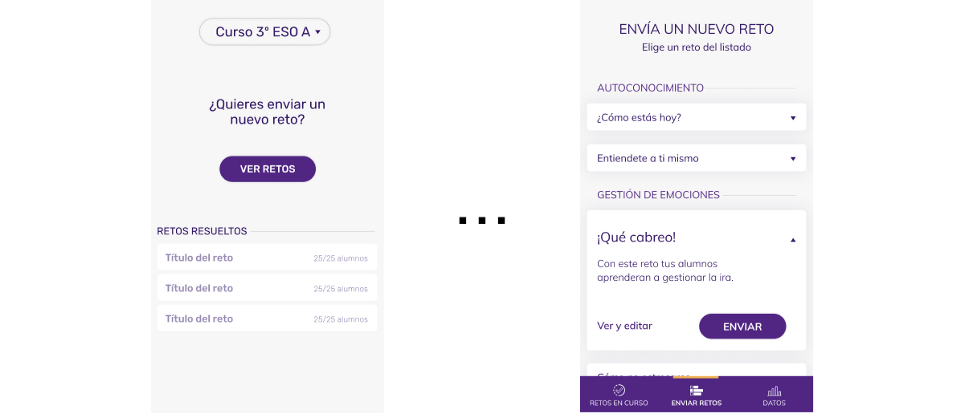 Curso 3º ESO A
¿Quieres enviar un
nuevo reto?
VER RETOS
RETOS RESUELTOS
Título del reto 25/25 alumnos
Título del reto 25/25 alumnos
Título del reto 25/25 alumnos
...
ENVÍA UN NUEVO RETO
Elige un reto del listado
AUTOCONOCIMIENTO
¿Cómo estás hoy?
Entiendete a ti mismo
GESTIÓN DE EMOCIONES
¡Qué cabreo!
Con este reto tus alumnos
aprenderan a gestionar la ira.
Ver y editar
ENVIAR
RETOS EN CURSO
ENVIAR RETOS
DATOS